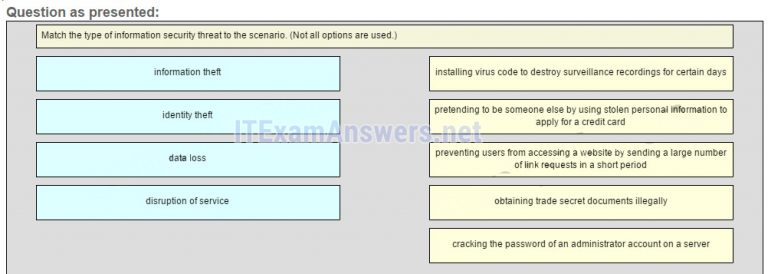 Question as presented:
Match the type of information security threat to the scenario. (Not all options are used.)
information theft
installing virus code to destroy surveillance recordings for certain days
identity theft
pretending to be someone else by using stolen personal information to
apply for a credit card
ITExamAnswers.net
data loss
preventing users from accessing a website by sending a large number
of link requests in a short period
disruption of service
obtaining trade secret documents illegally
cracking the password of an administrator account on a server